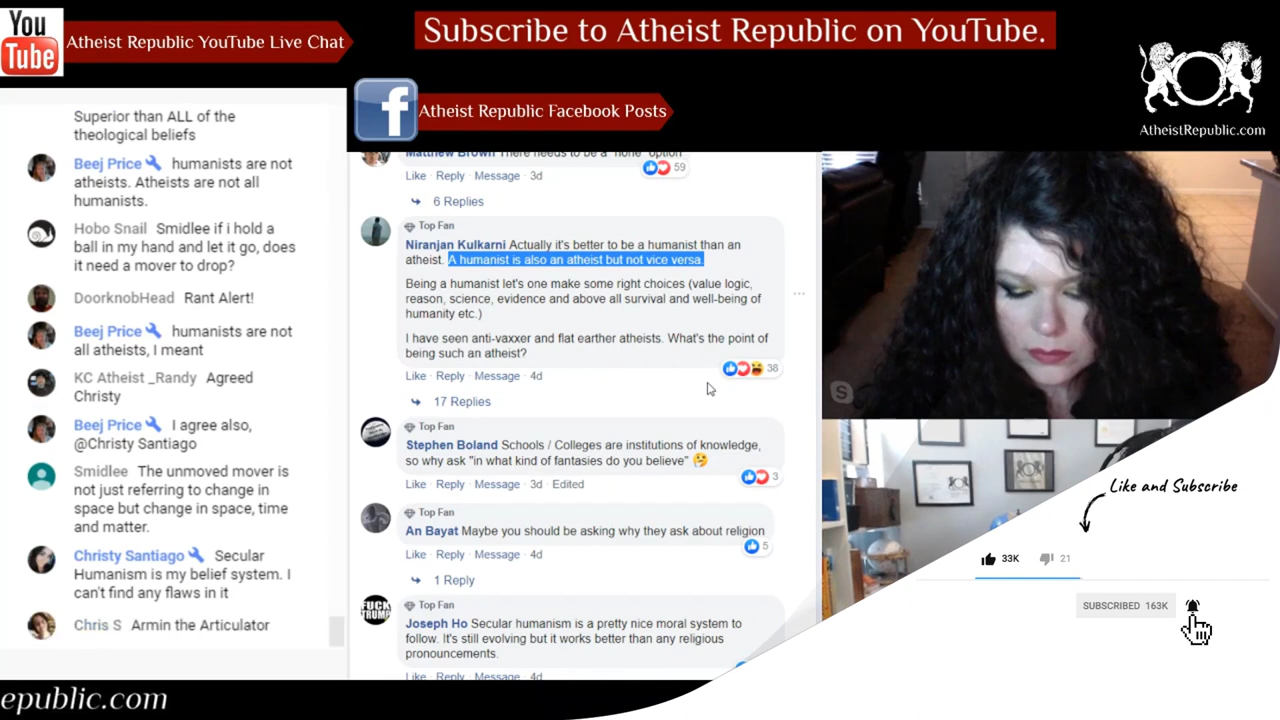 You
Tube
Atheist Republic YouTube Live Chat
Subscribe to Atheist Republic on YouTube.
Atheist Republic Facebook Posts
AtheistRepublic.com
Superior than ALL of the
theological beliefs
Beej Price humanists are not
atheists. Atheists are not all
humanists.
Hobo Snail Smidlee if i hold a
ball in my hand and let it go, does
it need a mover to drop?
DoorknobHead Rant Alert!
Beej Price humanists are not
all atheists, I meant
KC Atheist _Randy Agreed
Christy
Beej Price I agree also,
@Christy Santiago
Smidlee The unmoved mover is
not just referring to change in
space but change in space, time
and matter.
Christy Santiago Secular
Humanism is my belief system. I
can't find any flaws in it
Chris S Armin the Articulator
Matthew Brown There needs to be a "none" option
59
Like · Reply · Message · 3d
6 Replies
Top Fan
Niranjan Kulkarni Actually it's better to be a humanist than an
atheist. A humanist is also an atheist but not vice versa.
Being a humanist let's one make some right choices (value logic,
reason, science, evidence and above all survival and well-being of
humanity etc.)
I have seen anti-vaxxer and flat earther atheists. What's the point of
being such an atheist?
38
Like · Reply · Message · 4d
17 Replies
Top Fan
Stephen Boland Schools / Colleges are institutions of knowledge,
so why ask "in what kind of fantasies do you believe" 🤔
3
Like · Reply · Message · 3d · Edited
Top Fan
An Bayat Maybe you should be asking why they ask about religion
5
Like · Reply · Message · 4d
1 Reply
FUCK
TRUMP
Top Fan
Joseph Ho Secular humanism is a pretty nice moral system to
follow. It's still evolving but it works better than any religious
pronouncements.
Like · Reply · Message · 4d
Like and Subscribe
33K
21
SUBSCRIBED 163K
epublic.com